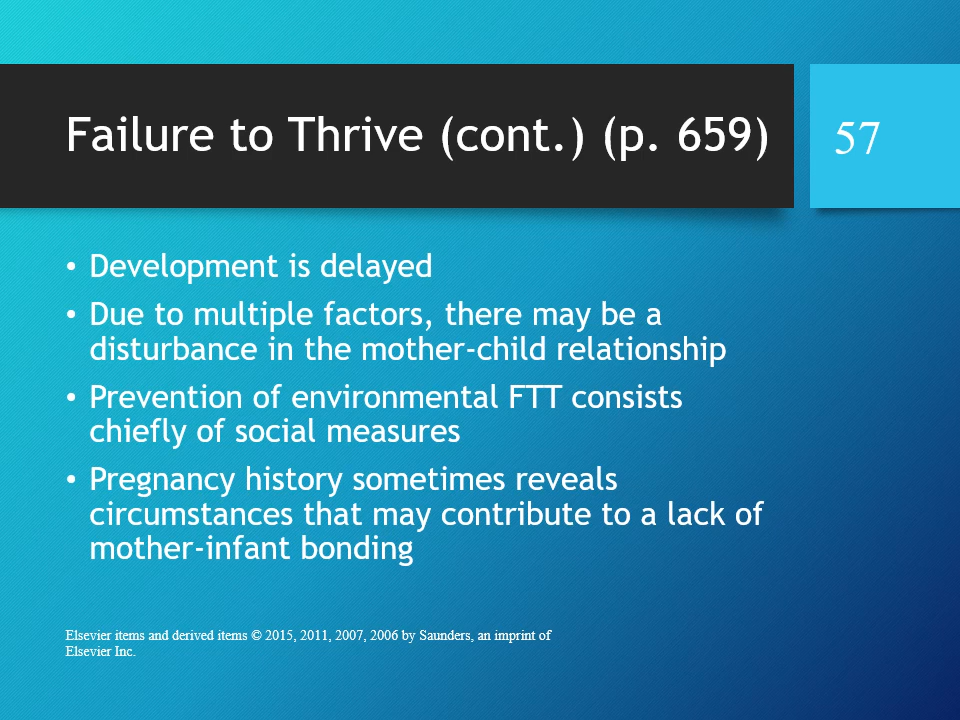 Failure to Thrive (cont.) (p. 659)
57
• Development is delayed
• Due to multiple factors, there may be a
disturbance in the mother-child relationship
• Prevention of environmental FTT consists
chiefly of social measures
• Pregnancy history sometimes reveals
circumstances that may contribute to a lack of
mother-infant bonding
Elsevier items and derived items © 2015, 2011, 2007, 2006 by Saunders, an imprint of
Elsevier Inc.